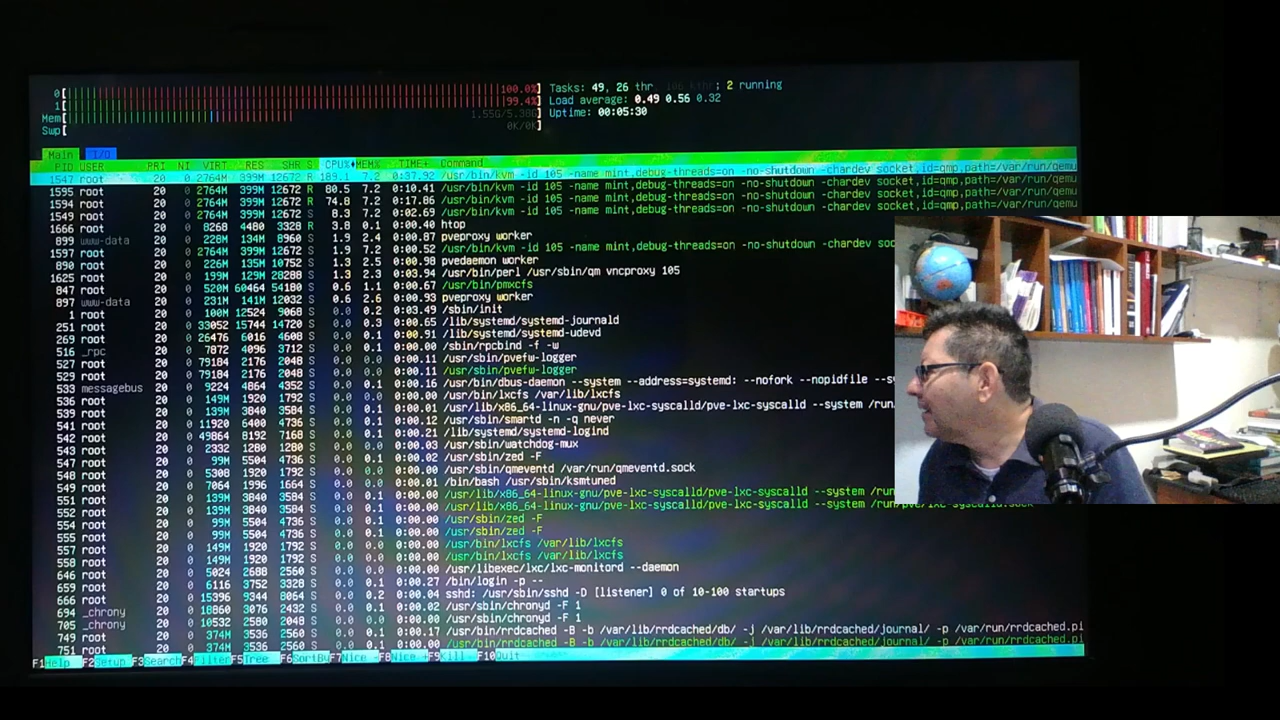 0[ 100.0%] Tasks: 49, 26 thr ; 2 running
1[ 99.4%] Load average: 0.49 0.56 0.32
Mem[ 1.55G/5.38G] Uptime: 00:05:30
Swp[ 0K/0K]
Main I/O
PID USER PRI NI VIRT RES SHR S CPU% MEM% TIME+ Command
1547 root 20 0 2764M 399M 12672 R 189.1 7.2 0:37.92 /usr/bin/kvm -id 105 -name mint,debug-threads=on -no-shutdown -chardev socket,id=qmp,path=/var/run/qemu
1595 root 20 0 2764M 399M 12672 R 80.5 7.2 0:10.41 /usr/bin/kvm -id 105 -name mint,debug-threads=on -no-shutdown -chardev socket,id=qmp,path=/var/run/qemu
1594 root 20 0 2764M 399M 12672 R 74.8 7.2 0:17.86 /usr/bin/kvm -id 105 -name mint,debug-threads=on -no-shutdown -chardev socket,id=qmp,path=/var/run/qemu
1549 root 20 0 2764M 399M 12672 S 8.3 7.2 0:02.69 /usr/bin/kvm -id 105 -name mint,debug-threads=on -no-shutdown -chardev socket,id=qmp,path=/var/run/qemu
1666 root 20 0 8268 4480 3328 R 3.8 0.1 0:00.40 htop
899 www-data 20 0 228M 134M 8960 S 1.9 2.4 0:00.87 pveproxy worker
1597 root 20 0 2764M 399M 12672 S 1.9 7.2 0:00.52 /usr/bin/kvm -id 105 -name mint,debug-threads=on -no-shutdown -chardev soc
890 root 20 0 226M 135M 10752 S 1.3 2.5 0:00.98 pvedaemon worker
1625 root 20 0 199M 129M 28288 S 1.3 2.3 0:03.94 /usr/bin/perl /usr/sbin/qm vncproxy 105
847 root 20 0 520M 60464 54180 S 0.6 1.1 0:00.67 /usr/bin/pmxcfs
897 www-data 20 0 231M 141M 12032 S 0.6 2.6 0:00.93 pveproxy worker
1 root 20 0 100M 12524 9068 S 0.0 0.2 0:03.49 /sbin/init
251 root 20 0 33052 15744 14720 S 0.0 0.3 0:00.65 /lib/systemd/systemd-journald
269 root 20 0 26476 6016 4608 S 0.0 0.1 0:00.91 /lib/systemd/systemd-udevd
516 _rpc 20 0 7872 4096 3712 S 0.0 0.1 0:00.00 /sbin/rpcbind -f -w
527 root 20 0 79184 2176 2048 S 0.0 0.0 0:00.11 /usr/sbin/pvefw-logger
529 root 20 0 79184 2176 2048 S 0.0 0.0 0:00.11 /usr/sbin/pvefw-logger
533 messagebus 20 0 9224 4864 4352 S 0.0 0.1 0:00.16 /usr/bin/dbus-daemon --system --address=systemd: --nofork --nopidfile --s
536 root 20 0 149M 1920 1792 S 0.0 0.0 0:00.00 /usr/bin/lxcfs /var/lib/lxcfs
539 root 20 0 139M 3840 3584 S 0.0 0.1 0:00.01 /usr/lib/x86_64-linux-gnu/pve-lxc-syscalld/pve-lxc-syscalld --system /run
541 root 20 0 11920 6400 4736 S 0.0 0.1 0:00.12 /usr/sbin/smartd -n -q never
542 root 20 0 49864 8192 7168 S 0.0 0.1 0:00.21 /lib/systemd/systemd-logind
543 root 20 0 2332 1280 1280 S 0.0 0.0 0:00.03 /usr/sbin/watchdog-mux
547 root 20 0 99M 5504 4736 S 0.0 0.1 0:00.02 /usr/sbin/zed -F
548 root 20 0 5308 1920 1792 S 0.0 0.0 0:00.00 /usr/sbin/qmeventd /var/run/qmeventd.sock
549 root 20 0 7064 1996 1664 S 0.0 0.0 0:00.01 /bin/bash /usr/sbin/ksmtuned
551 root 20 0 139M 3840 3584 S 0.0 0.1 0:00.00 /usr/lib/x86_64-linux-gnu/pve-lxc-syscalld/pve-lxc-syscalld --system /run
552 root 20 0 139M 3840 3584 S 0.0 0.1 0:00.00 /usr/lib/x86_64-linux-gnu/pve-lxc-syscalld/pve-lxc-syscalld --system /run/pve/lxc-syscalld.sock
554 root 20 0 99M 5504 4736 S 0.0 0.1 0:00.00 /usr/sbin/zed -F
555 root 20 0 99M 5504 4736 S 0.0 0.1 0:00.00 /usr/sbin/zed -F
557 root 20 0 149M 1920 1792 S 0.0 0.0 0:00.00 /usr/bin/lxcfs /var/lib/lxcfs
558 root 20 0 149M 1920 1792 S 0.0 0.0 0:00.00 /usr/bin/lxcfs /var/lib/lxcfs
646 root 20 0 5024 2688 2560 S 0.0 0.0 0:00.00 /usr/libexec/lxc/lxc-monitord --daemon
659 root 20 0 6116 3752 3328 S 0.0 0.1 0:00.27 /bin/login -p --
666 root 20 0 15396 9344 8064 S 0.0 0.2 0:00.04 sshd: /usr/sbin/sshd -D [listener] 0 of 10-100 startups
694 _chrony 20 0 18860 3076 2432 S 0.0 0.1 0:00.02 /usr/sbin/chronyd -F 1
705 _chrony 20 0 10532 2580 2048 S 0.0 0.0 0:00.00 /usr/sbin/chronyd -F 1
749 root 20 0 374M 3536 2560 S 0.0 0.1 0:00.17 /usr/bin/rrdcached -B -b /var/lib/rrdcached/db/ -j /var/lib/rrdcached/journal/ -p /var/run/rrdcached.pi
751 root 20 0 374M 3536 2560 S 0.0 0.1 0:00.00 /usr/bin/rrdcached -B -b /var/lib/rrdcached/db/ -j /var/lib/rrdcached/journal/ -p /var/run/rrdcached.pi
F1Help F2Setup F3Search F4Filter F5Tree F6SortBy F7Nice - F8Nice + F9Kill F10Quit